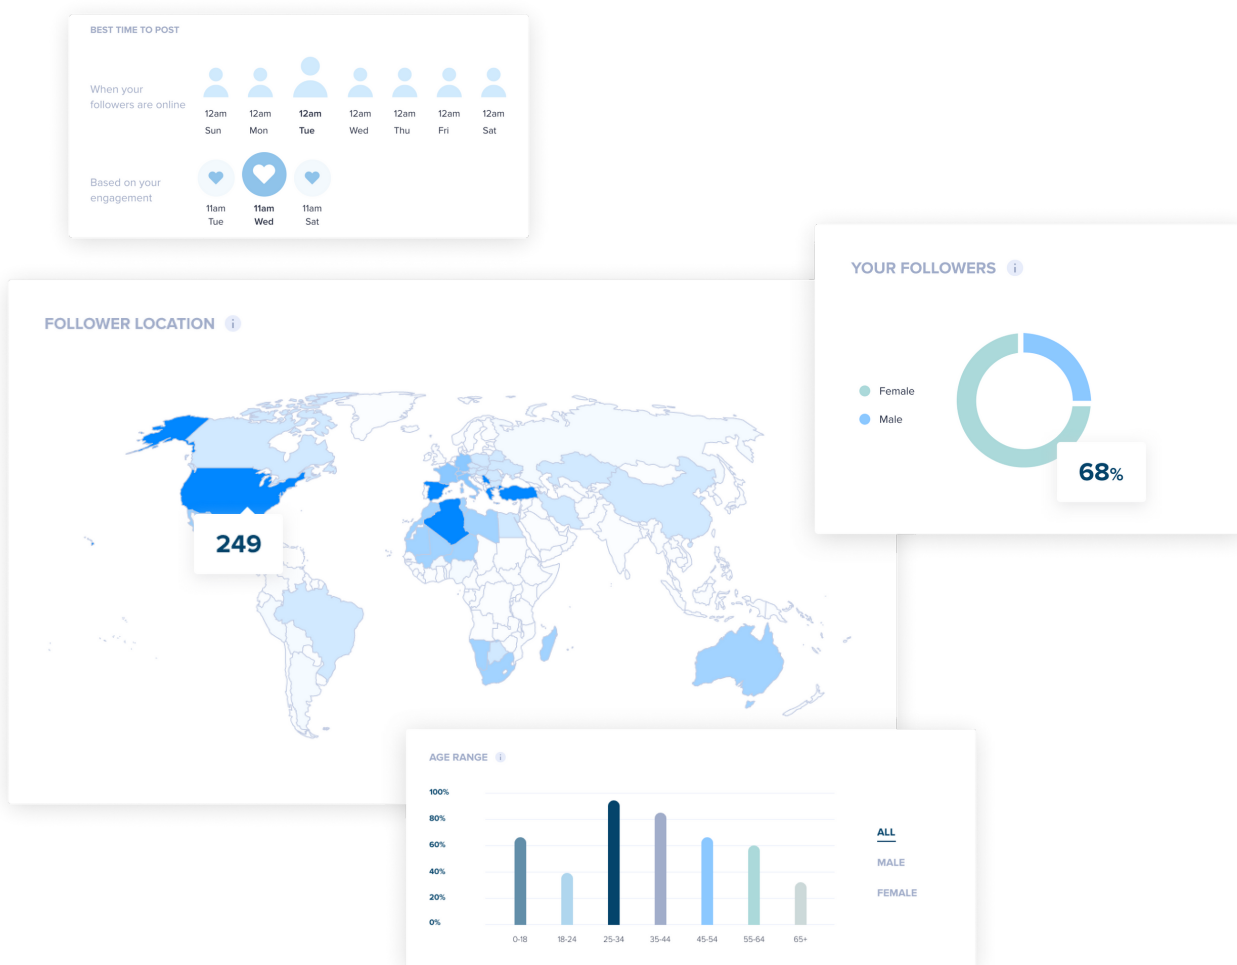 BEST TIME TO POST
When your
followers are online
12am 12am 12am 12am 12am 12am 12am
Sun Mon Tue Wed Thu Fri Sat
Based on your
engagement
11am 11am 11am
Tue Wed Sat
YOUR FOLLOWERS i
Female
Male
68%
FOLLOWER LOCATION i
249
AGE RANGE i
100%
80%
60%
40%
20%
0%
0-18 18-24 25-34 35-44 45-54 55-64 65+
ALL
MALE
FEMALE